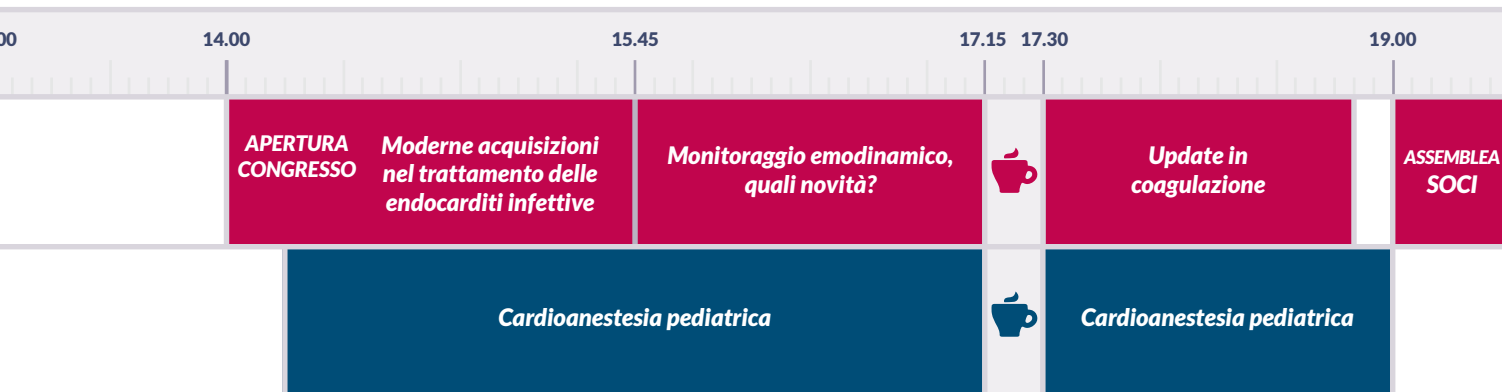 00
14.00
15.45
17.15
17.30
19.00
APERTURA
CONGRESSO
Moderne acquisizioni
nel trattamento delle
endocarditi infettive
Monitoraggio emodinamico,
quali novità?
Update in
coagulazione
ASSEMBLEA
SOCI
Cardioanestesia pediatrica
Cardioanestesia pediatrica